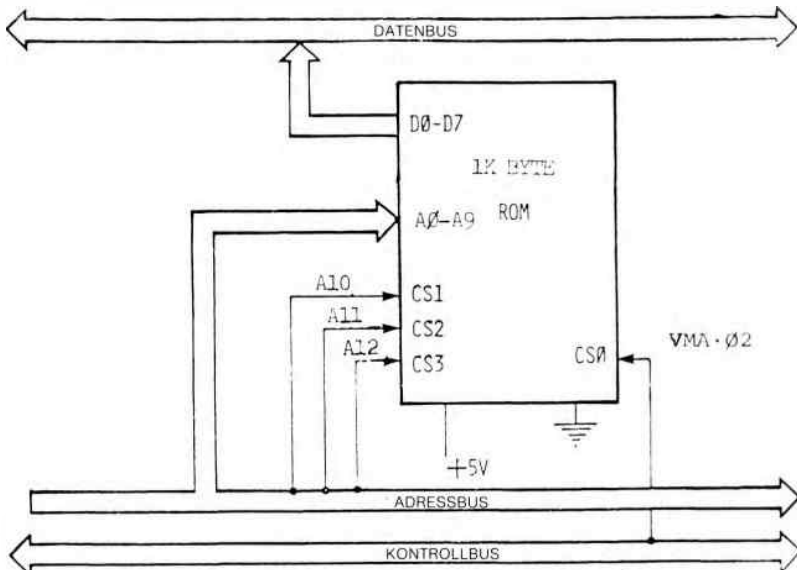 DATENBUS
DØ-D7
1K BYTE
ROM
AØ-A9
A10
CS1
A11
CS2
A12
CS3
CSØ
VMA·Ø2
+5V
ADRESSBUS
KONTROLLBUS